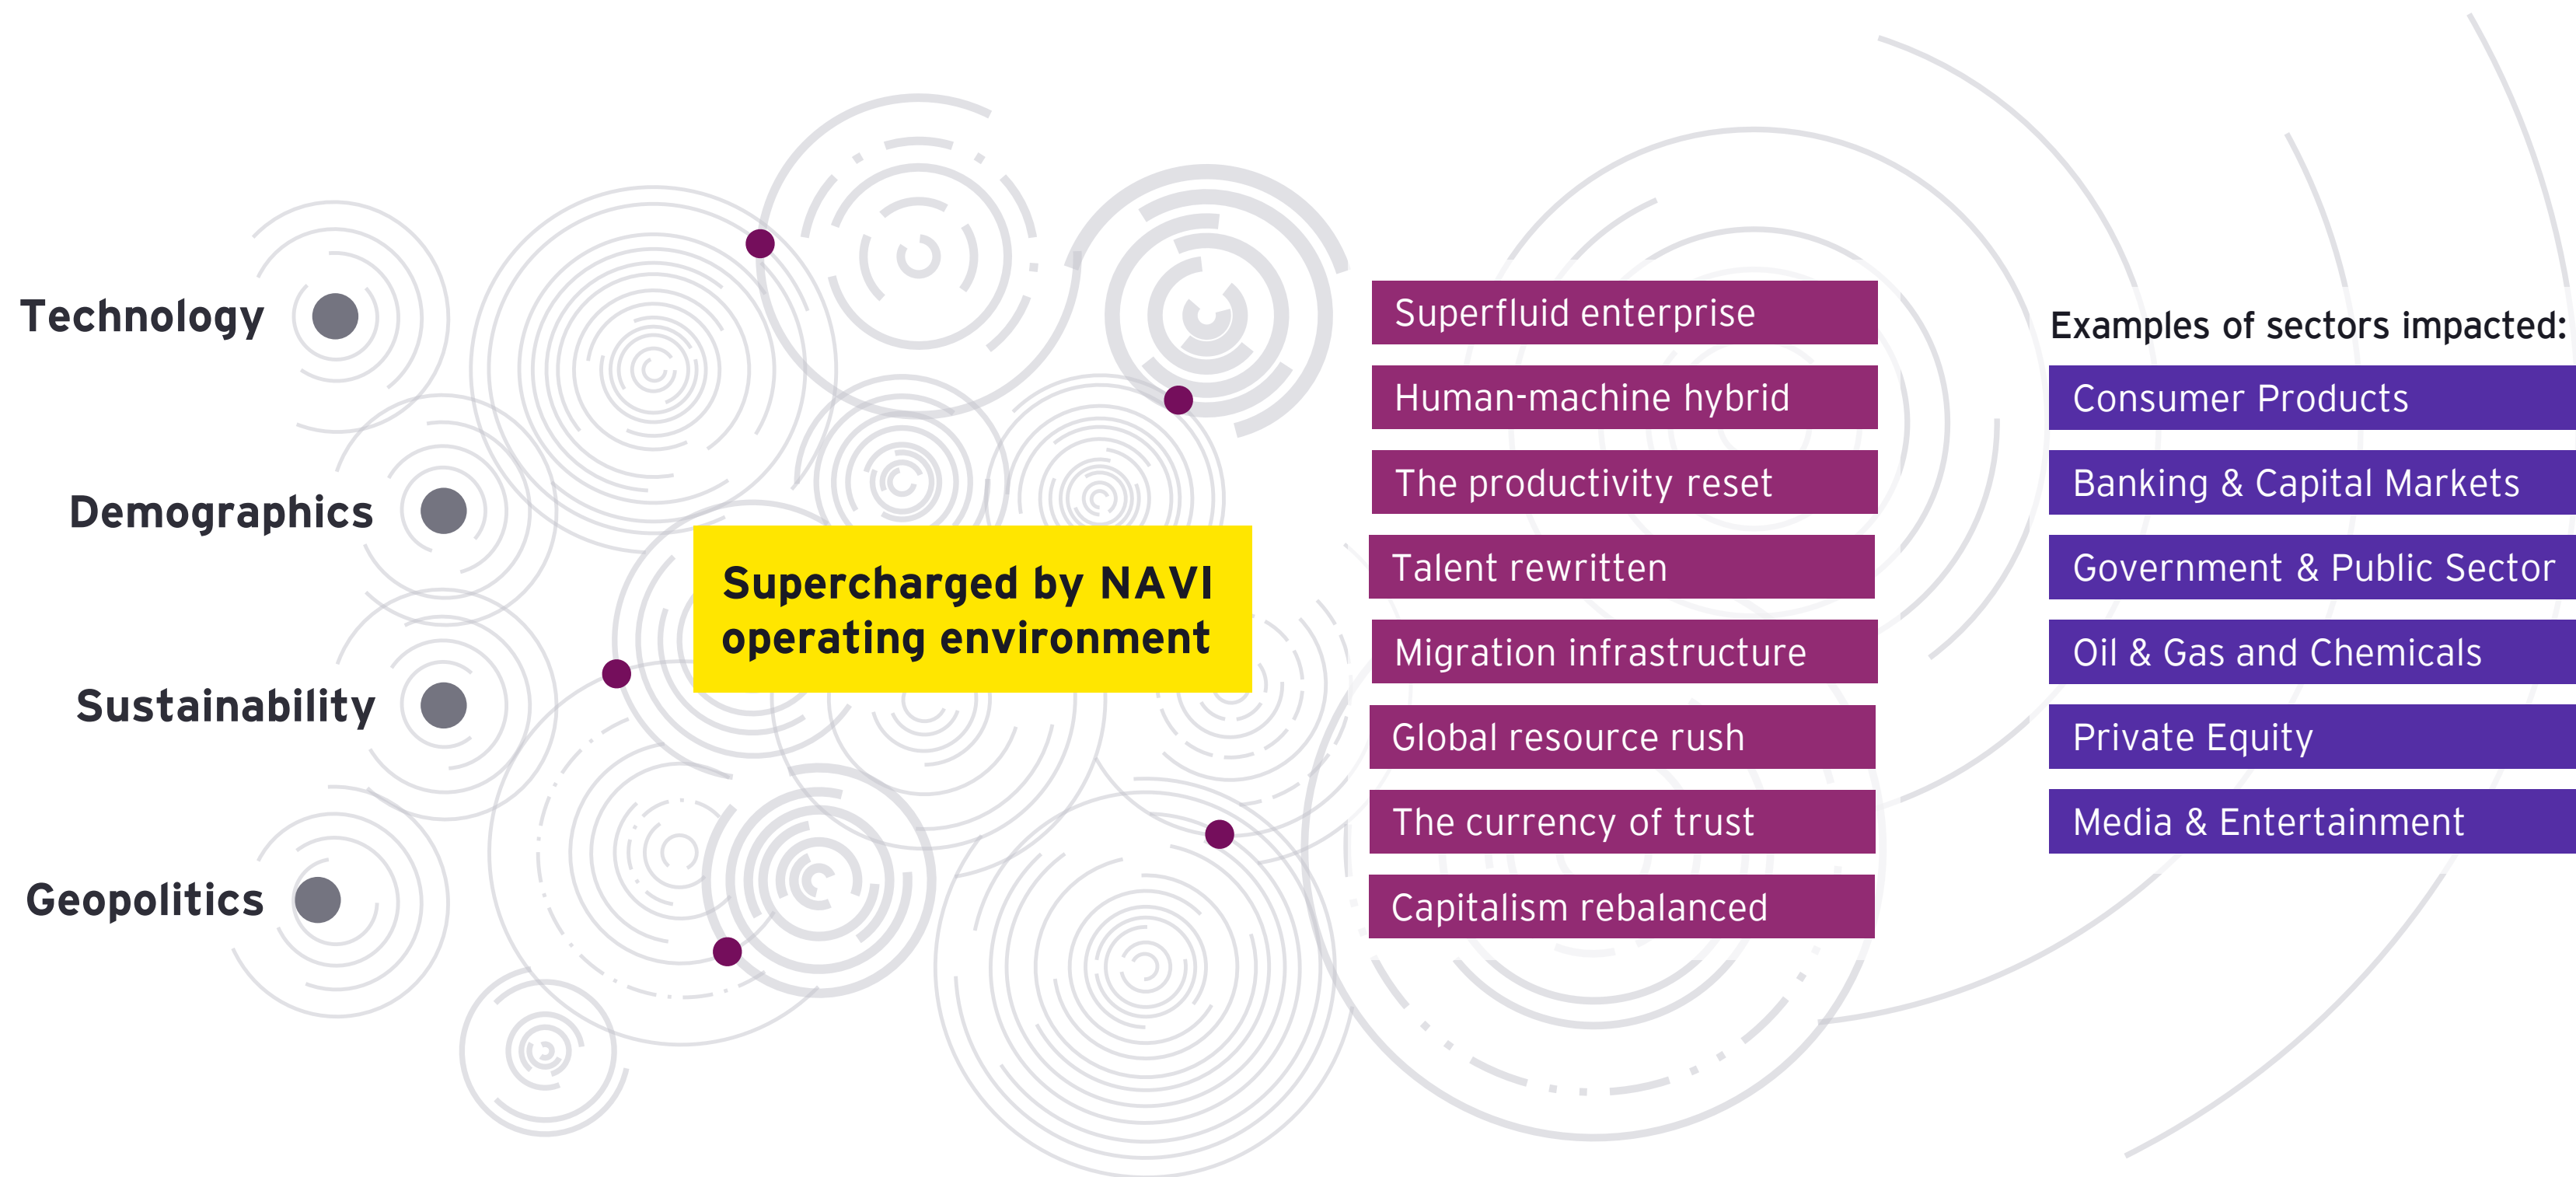 Technology
Demographics
Sustainability
Geopolitics
Supercharged by NAVI
operating environment
Superfluid enterprise
Human-machine hybrid
The productivity reset
Talent rewritten
Migration infrastructure
Global resource rush
The currency of trust
Capitalism rebalanced
Examples of sectors impacted:
Consumer Products
Banking & Capital Markets
Government & Public Sector
Oil & Gas and Chemicals
Private Equity
Media & Entertainment